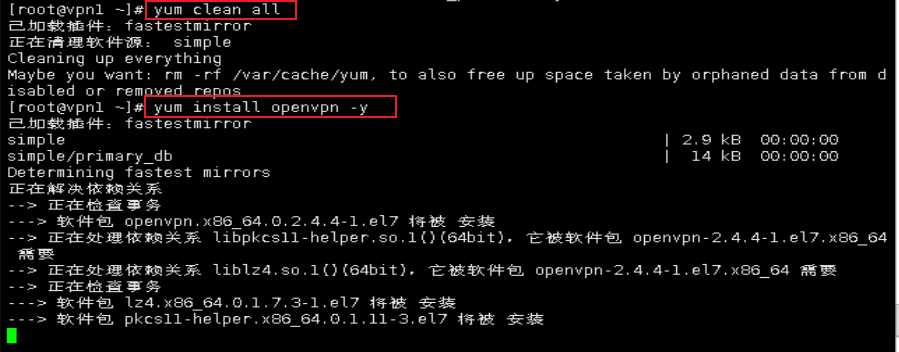 [root@vpn1 ~]# yum clean all
已加载插件：fastestmirror
正在清理软件源： simple
Cleaning up everything
Maybe you want: rm -rf /var/cache/yum, to also free up space taken by orphaned data from d
isabled or removed repos
[root@vpn1 ~]# yum install openvpn -y
已加载插件：fastestmirror
simple | 2.9 kB 00:00:00
simple/primary_db | 14 kB 00:00:00
Determining fastest mirrors
正在解决依赖关系
--> 正在检查事务
---> 软件包 openvpn.x86_64.0.2.4.4-1.el7 将被 安装
--> 正在处理依赖关系 libpkcs11-helper.so.1()(64bit)，它被软件包 openvpn-2.4.4-1.el7.x86_64
需要
--> 正在处理依赖关系 liblz4.so.1()(64bit)，它被软件包 openvpn-2.4.4-1.el7.x86_64 需要
--> 正在检查事务
---> 软件包 lz4.x86_64.0.1.7.3-1.el7 将被 安装
---> 软件包 pkcs11-helper.x86_64.0.1.11-3.el7 将被 安装